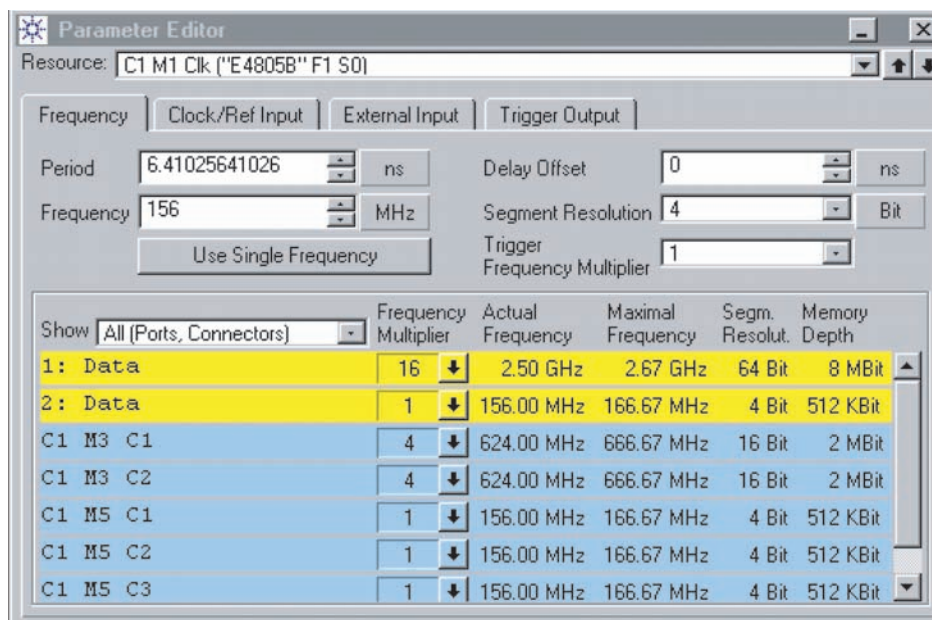 Parameter Editor
Resource: C1 M1 Clk ("E4805B" F1 S0)
Frequency Clock/Ref Input External Input Trigger Output
Period 6.41025641026 ns Delay Offset 0 ns
Frequency 156 MHz Segment Resolution 4 Bit
Use Single Frequency Trigger Frequency Multiplier 1
Show All (Ports, Connectors) Frequency Multiplier Actual Frequency Maximal Frequency Segm. Resolut. Memory Depth
1: Data 16 2.50 GHz 2.67 GHz 64 Bit 8 MBit
2: Data 1 156.00 MHz 166.67 MHz 4 Bit 512 KBit
C1 M3 C1 4 624.00 MHz 666.67 MHz 16 Bit 2 MBit
C1 M3 C2 4 624.00 MHz 666.67 MHz 16 Bit 2 MBit
C1 M5 C1 1 156.00 MHz 166.67 MHz 4 Bit 512 KBit
C1 M5 C2 1 156.00 MHz 166.67 MHz 4 Bit 512 KBit
C1 M5 C3 1 156.00 MHz 166.67 MHz 4 Bit 512 KBit